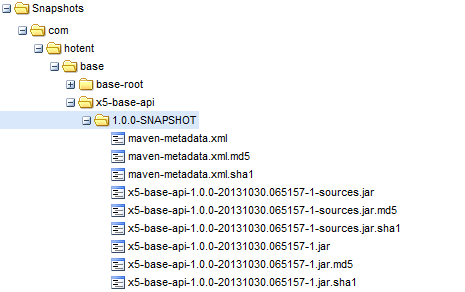 Snapshots
com
hotent
base
base-root
x5-base-api
1.0.0-SNAPSHOT
maven-metadata.xml
maven-metadata.xml.md5
maven-metadata.xml.sha1
x5-base-api-1.0.0-20131030.065157-1-sources.jar
x5-base-api-1.0.0-20131030.065157-1-sources.jar.md5
x5-base-api-1.0.0-20131030.065157-1-sources.jar.sha1
x5-base-api-1.0.0-20131030.065157-1.jar
x5-base-api-1.0.0-20131030.065157-1.jar.md5
x5-base-api-1.0.0-20131030.065157-1.jar.sha1